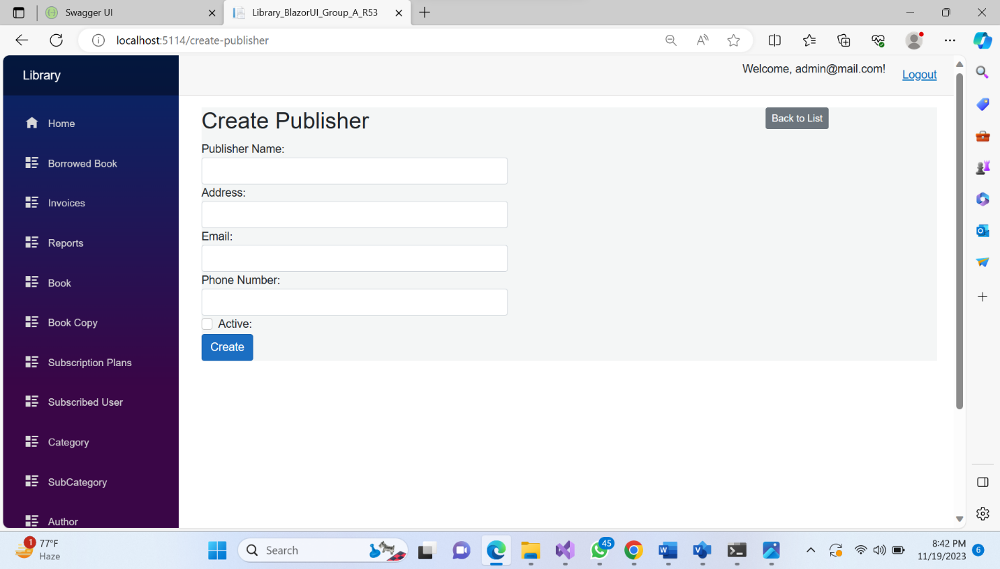 Swagger UI
Library_BlazorUI_Group_A_R53
localhost:5114/create-publisher
Library
Welcome, admin@mail.com!
Logout
Home
Borrowed Book
Invoices
Reports
Book
Book Copy
Subscription Plans
Subscribed User
Category
SubCategory
Author
Create Publisher
Back to List
Publisher Name:
Address:
Email:
Phone Number:
Active:
Create
1
77°F
Haze
Search
45
8:42 PM
11/19/2023
6